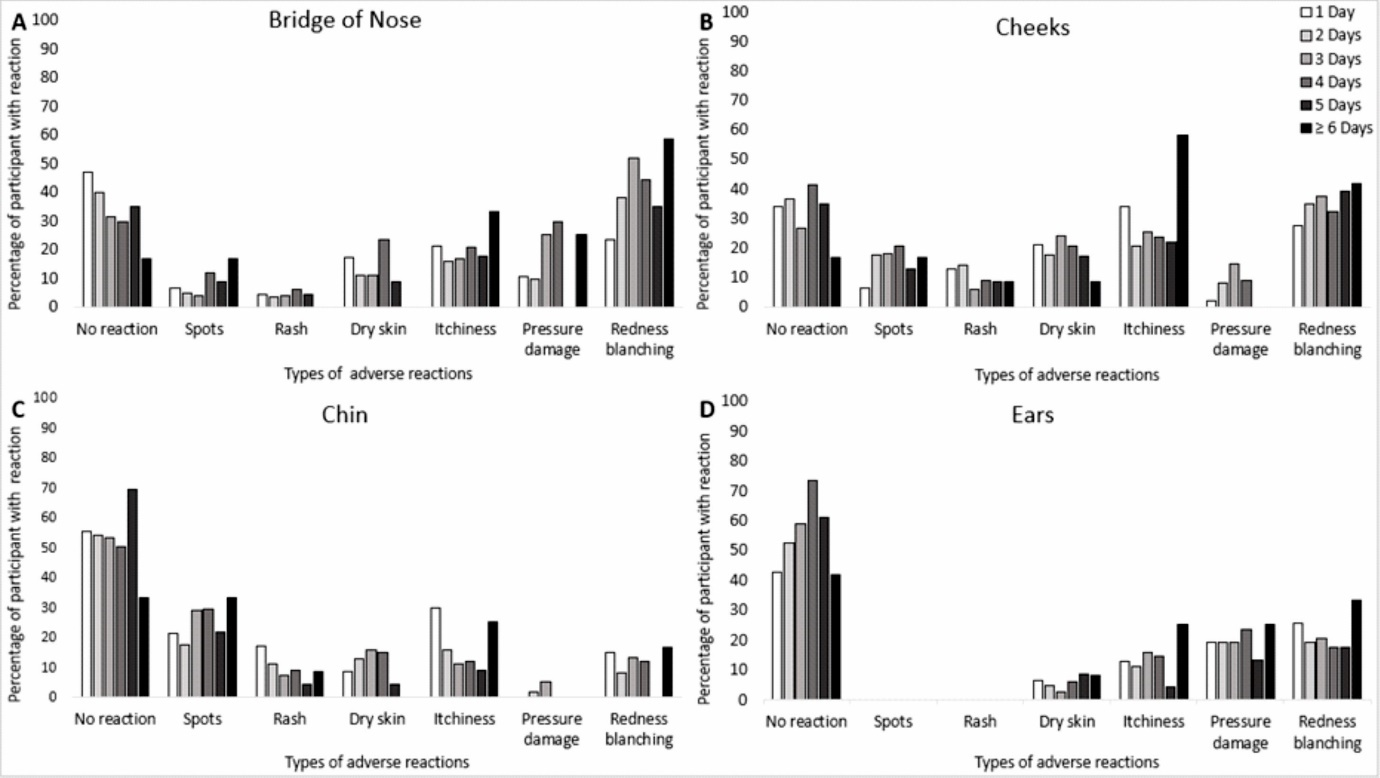 A
Bridge of Nose
Percentage of participant with reaction
100
90
80
70
60
50
40
30
20
10
0
No reaction Spots Rash Dry skin Itchiness Pressure damage Redness blanching
Types of adverse reactions
B
Cheeks
Percentage of participant with reaction
100
90
80
70
60
50
40
30
20
10
0
1 Day
2 Days
3 Days
4 Days
5 Days
≥ 6 Days
No reaction Spots Rash Dry skin Itchiness Pressure damage Redness blanching
Types of adverse reactions
C
Chin
Percentage of participant with reaction
100
90
80
70
60
50
40
30
20
10
0
No reaction Spots Rash Dry skin Itchiness Pressure damage Redness blanching
Types of adverse reactions
D
Ears
Percentage of participant with reaction
100
90
80
70
60
50
40
30
20
10
0
No reaction Spots Rash Dry skin Itchiness Pressure damage Redness blanching
Types of adverse reactions